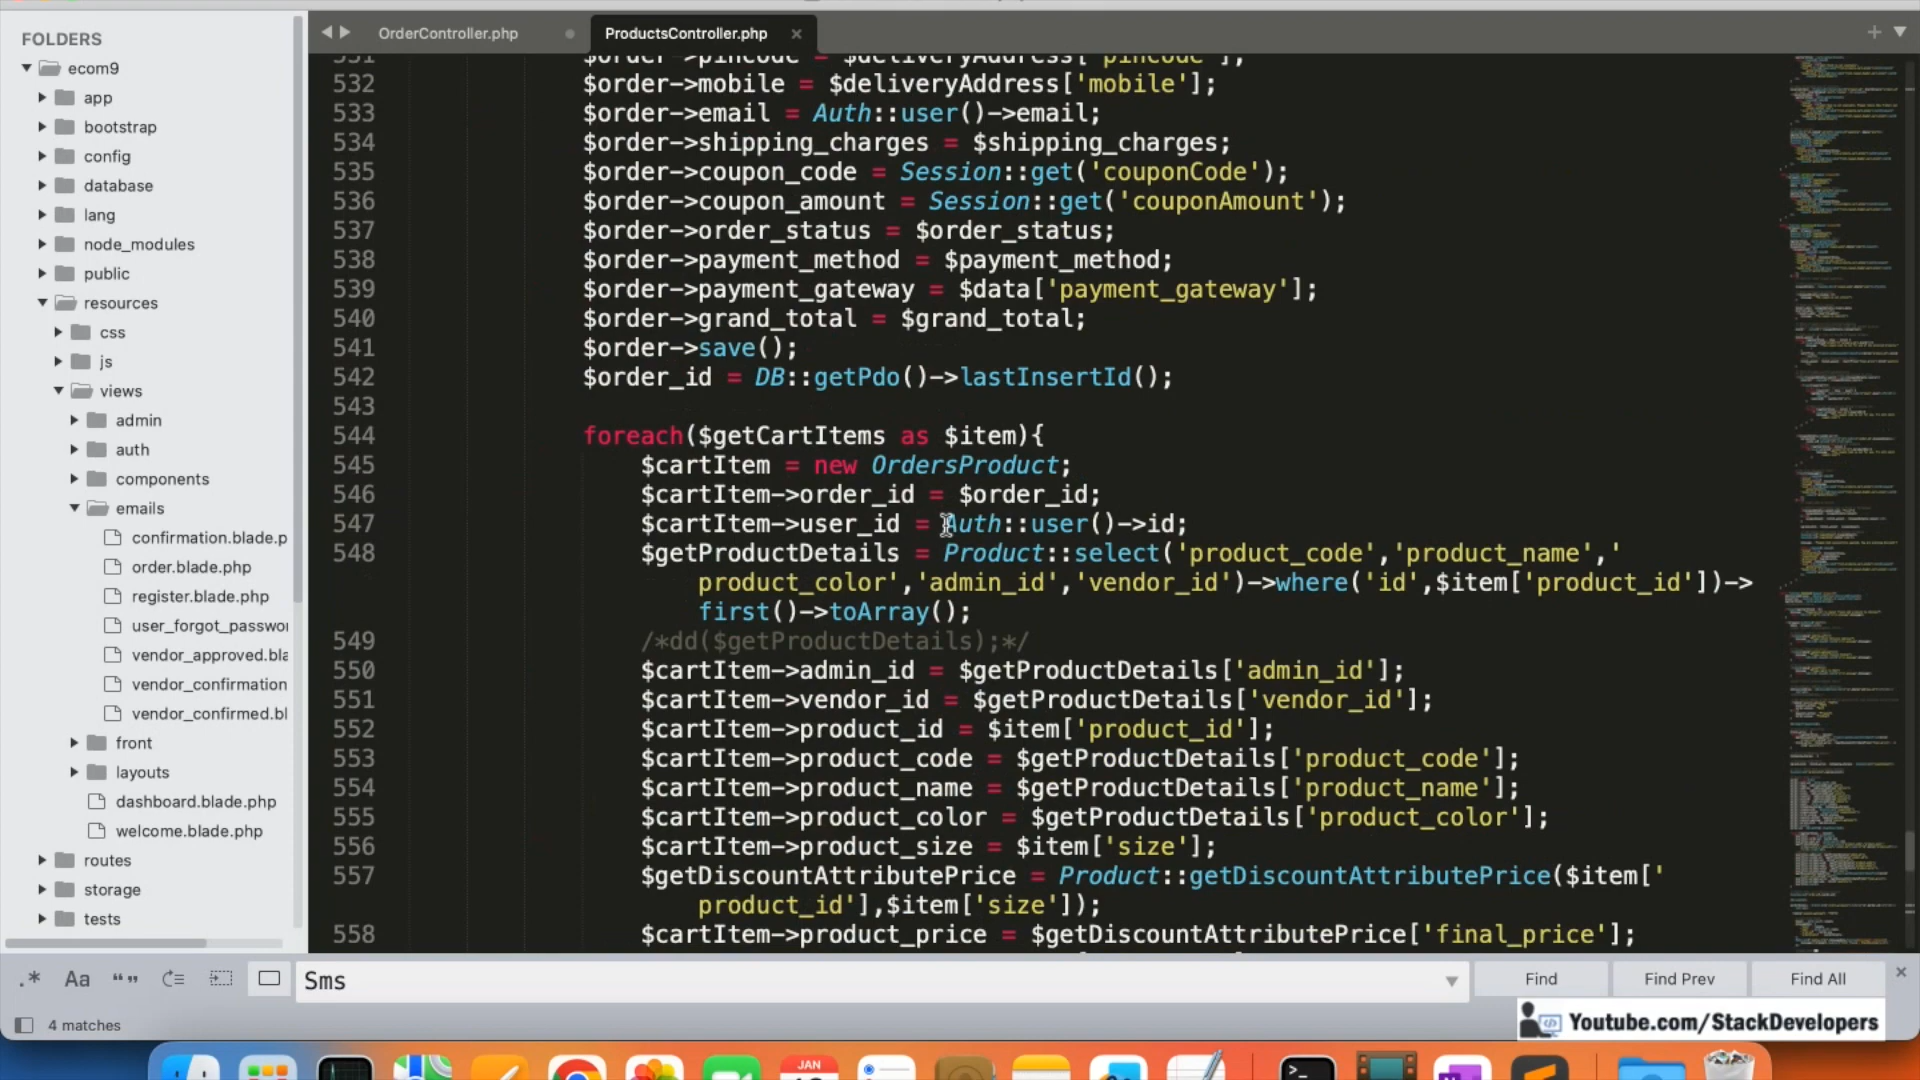 FOLDERS
ecom9
app
bootstrap
config
database
lang
node_modules
public
resources
css
js
views
admin
auth
components
emails
confirmation.blade.p
order.blade.php
register.blade.php
user_forgot_passwor
vendor_approved.bla
vendor_confirmation
vendor_confirmed.bl
front
layouts
dashboard.blade.php
welcome.blade.php
routes
storage
tests
OrderController.php
ProductsController.php
531 $order->pincode = $deliveryAddress['pincode'];
532 $order->mobile = $deliveryAddress['mobile'];
533 $order->email = Auth::user()->email;
534 $order->shipping_charges = $shipping_charges;
535 $order->coupon_code = Session::get('couponCode');
536 $order->coupon_amount = Session::get('couponAmount');
537 $order->order_status = $order_status;
538 $order->payment_method = $payment_method;
539 $order->payment_gateway = $data['payment_gateway'];
540 $order->grand_total = $grand_total;
541 $order->save();
542 $order_id = DB::getPdo()->lastInsertId();
543
544 foreach($getCartItems as $item){
545 $cartItem = new OrdersProduct;
546 $cartItem->order_id = $order_id;
547 $cartItem->user_id = Auth::user()->id;
548 $getProductDetails = Product::select('product_code','product_name','
product_color','admin_id','vendor_id')->where('id',$item['product_id'])->
first()->toArray();
549 /*dd($getProductDetails);*/
550 $cartItem->admin_id = $getProductDetails['admin_id'];
551 $cartItem->vendor_id = $getProductDetails['vendor_id'];
552 $cartItem->product_id = $item['product_id'];
553 $cartItem->product_code = $getProductDetails['product_code'];
554 $cartItem->product_name = $getProductDetails['product_name'];
555 $cartItem->product_color = $getProductDetails['product_color'];
556 $cartItem->product_size = $item['size'];
557 $getDiscountAttributePrice = Product::getDiscountAttributePrice($item['
product_id'],$item['size']);
558 $cartItem->product_price = $getDiscountAttributePrice['final_price'];
.* Aa “ ”
Sms
Find
Find Prev
Find All
4 matches
Youtube.com/StackDevelopers
JAN